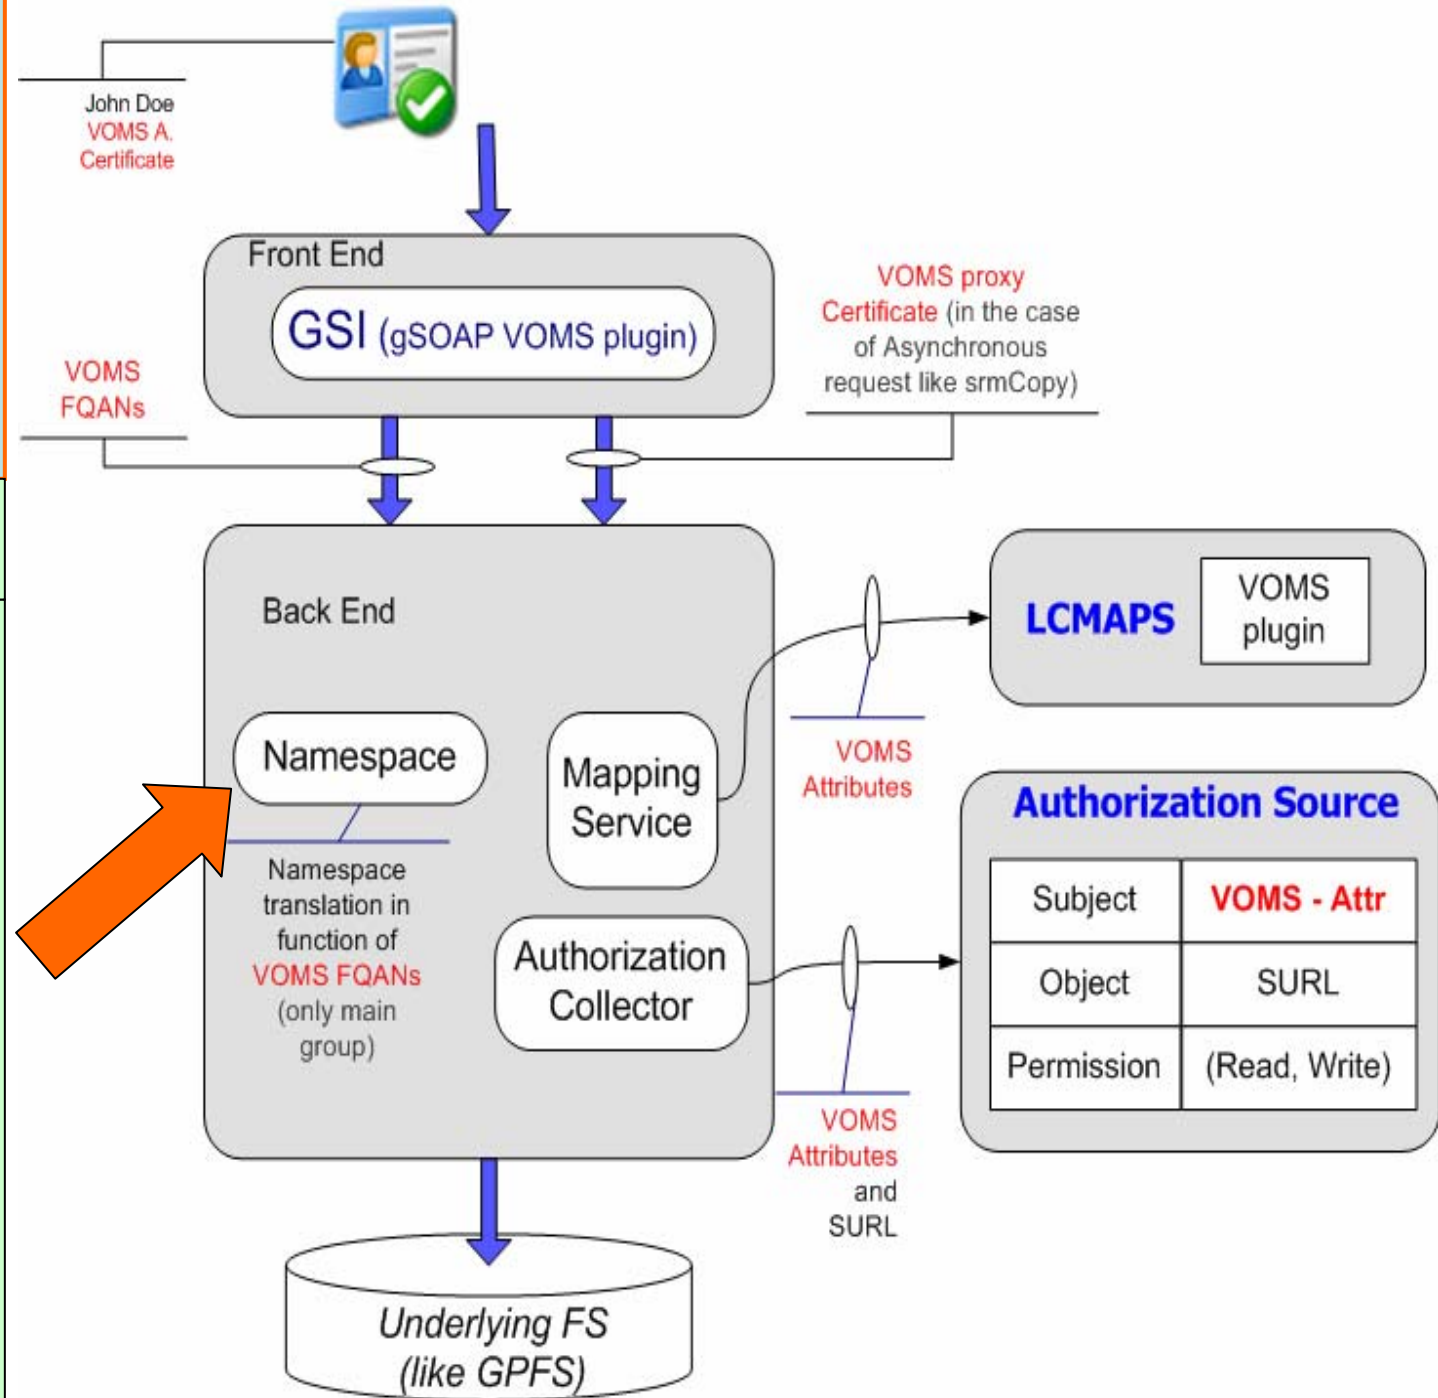 John Doe
VOMS A.
Certificate
Front End
GSI (gSOAP VOMS plugin)
VOMS proxy
Certificate (in the case
of Asynchronous
request like srmCopy)
VOMS
FQANs
Back End
LCMAPS
VOMS
plugin
Namespace
Mapping
Service
VOMS
Attributes
Namespace
translation in
function of
VOMS FQANs
(only main
group)
Authorization
Collector
Authorization Source
Subject
VOMS - Attr
Object
SURL
Permission
(Read, Write)
VOMS
Attributes
and
SURL
Underlying FS
(like GPFS)